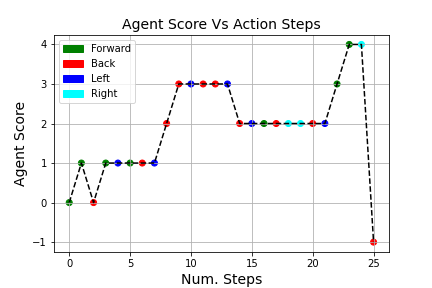 Agent Score Vs Action Steps
Agent Score
4
3
2
1
0
−1
Forward
Back
Left
Right
0 5 10 15 20 25
Num. Steps